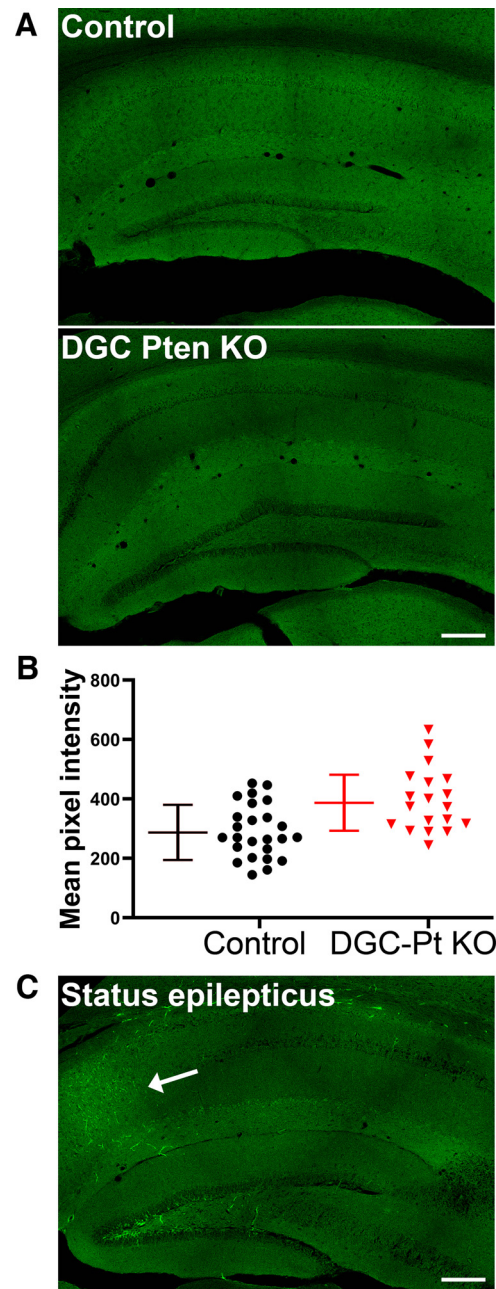 A
Control
DGC Pten KO
B
Mean pixel intensity
800
600
400
200
0
Control
DGC-Pt KO
C
Status epilepticus